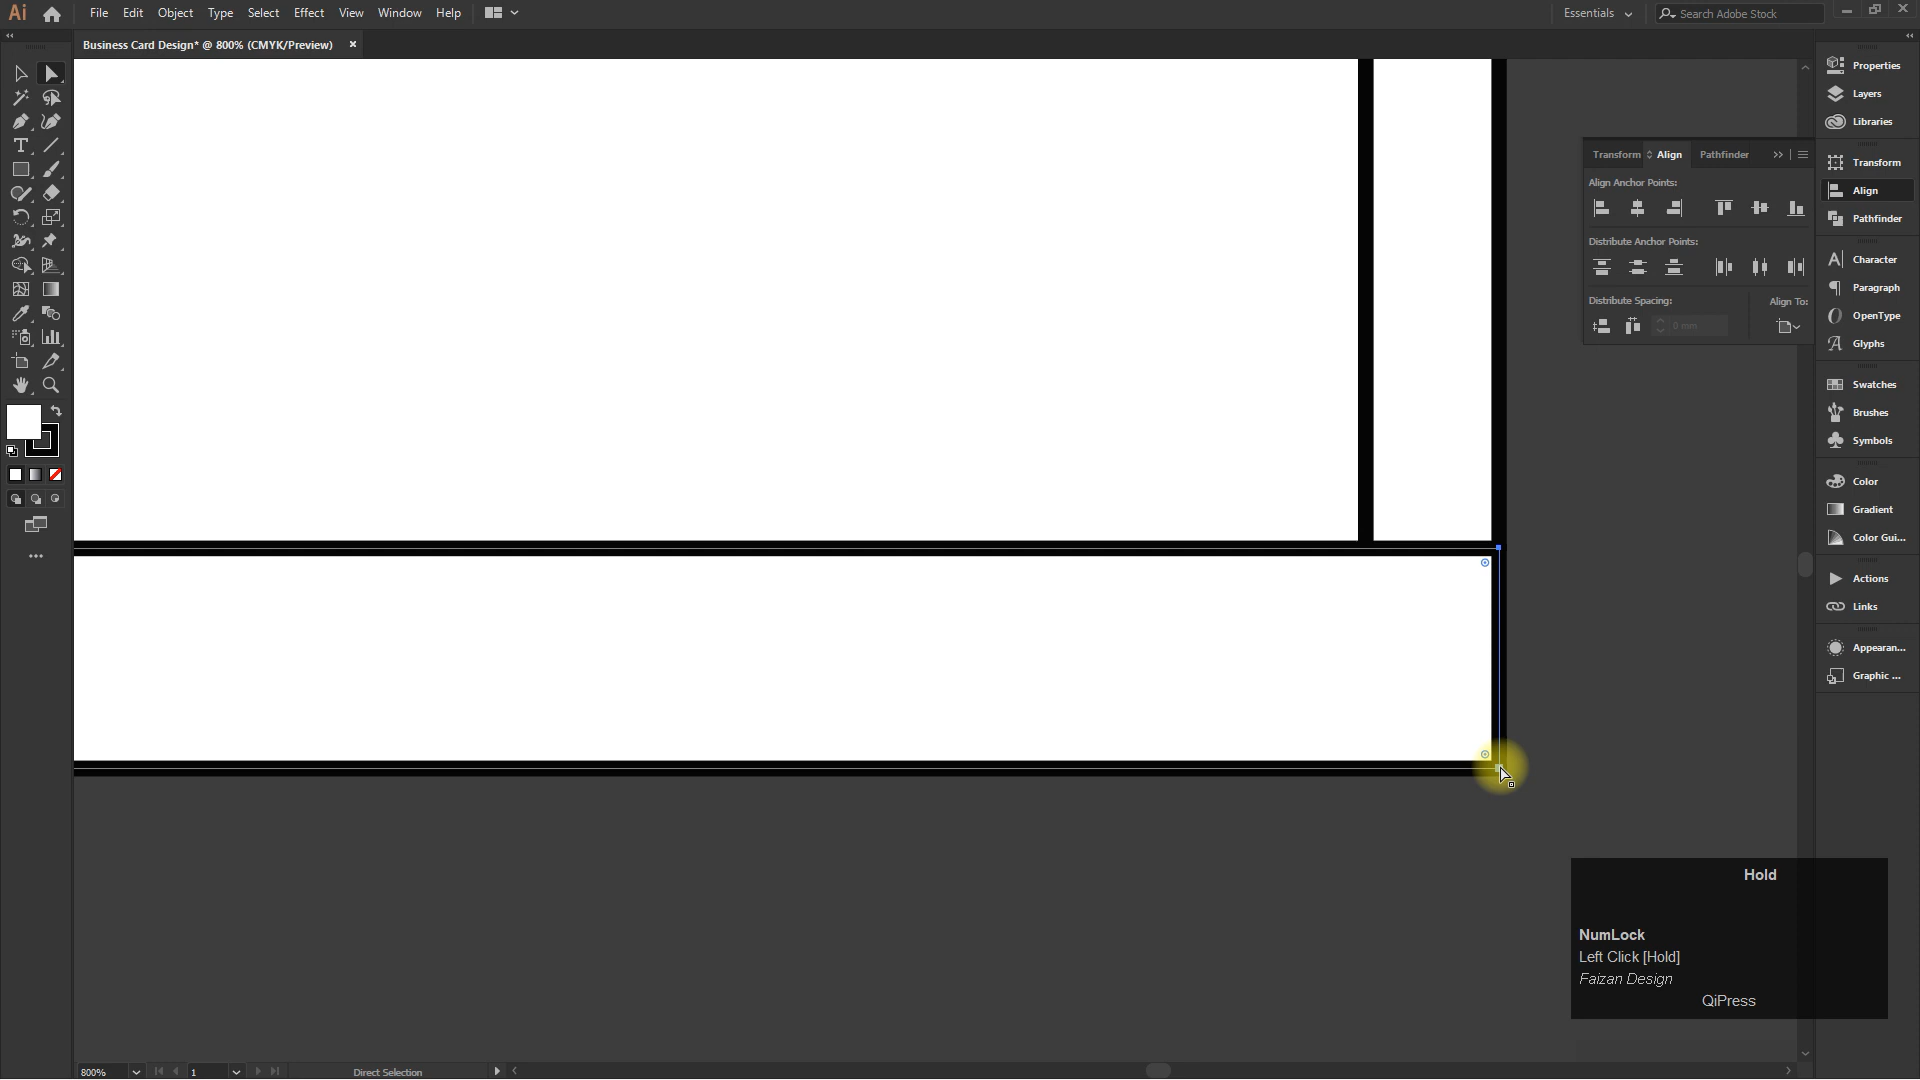 Ai File Edit Object Type Select Effect View Window Help Essentials Search Adobe Stock
Business Card Design* @ 800% (CMYK/Preview)
Properties
Layers
Libraries
Transform
Align
Pathfinder
Character
Paragraph
OpenType
Glyphs
Swatches
Brushes
Symbols
Color
Gradient
Color Gui...
Actions
Links
Appearan...
Graphic ...
Transform Align Pathfinder
Align Anchor Points:
Distribute Anchor Points:
Distribute Spacing: Align To:
0 mm
Hold
NumLock
Left Click [Hold]
Faizan Design
QiPress
800% 1 Direct Selection